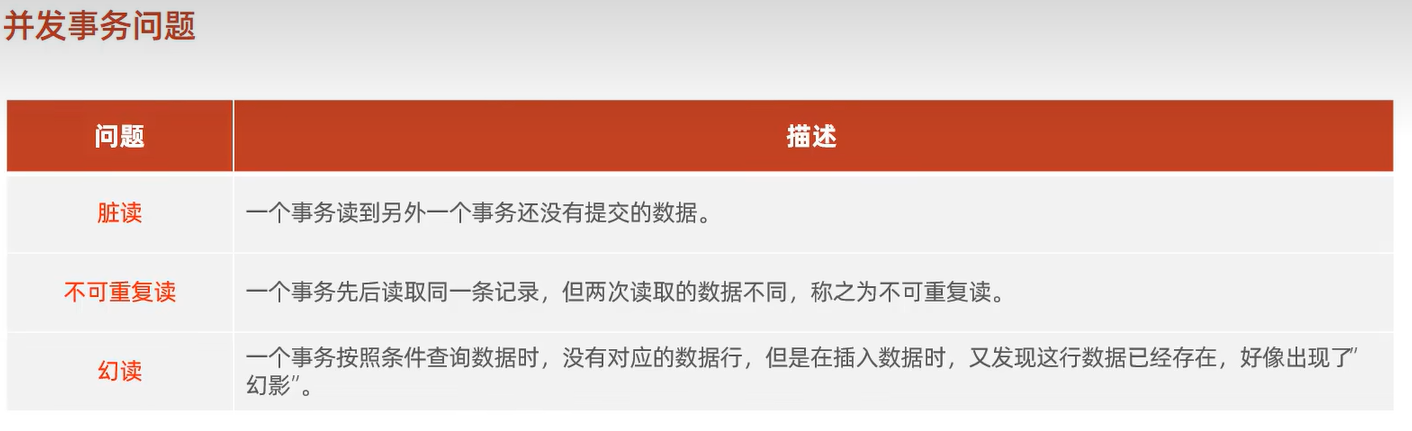 并发事务问题
问题 描述
脏读 一个事务读到另外一个事务还没有提交的数据。
不可重复读 一个事务先后读取同一条记录，但两次读取的数据不同，称之为不可重复读。
幻读 一个事务按照条件查询数据时，没有对应的数据行，但是在插入数据时，又发现这行数据已经存在，好像出现了"
幻影"。